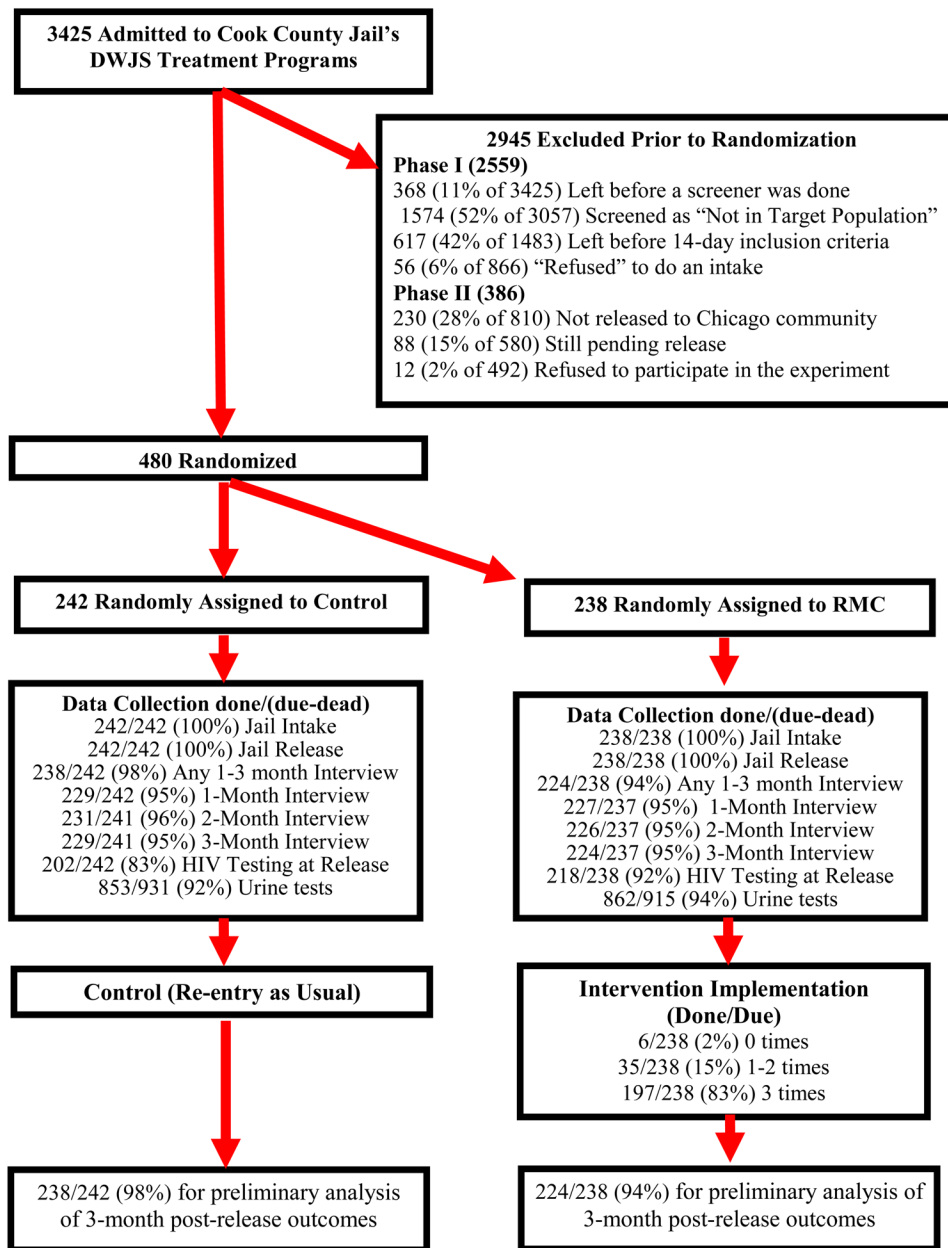 3425 Admitted to Cook County Jail’s
DWJS Treatment Programs
2945 Excluded Prior to Randomization
Phase I (2559)
368 (11% of 3425) Left before a screener was done
1574 (52% of 3057) Screened as “Not in Target Population”
617 (42% of 1483) Left before 14-day inclusion criteria
56 (6% of 866) “Refused” to do an intake
Phase II (386)
230 (28% of 810) Not released to Chicago community
88 (15% of 580) Still pending release
12 (2% of 492) Refused to participate in the experiment
480 Randomized
242 Randomly Assigned to Control
Data Collection done/(due-dead)
242/242 (100%) Jail Intake
242/242 (100%) Jail Release
238/242 (98%) Any 1-3 month Interview
229/242 (95%) 1-Month Interview
231/241 (96%) 2-Month Interview
229/241 (95%) 3-Month Interview
202/242 (83%) HIV Testing at Release
853/931 (92%) Urine tests
Control (Re-entry as Usual)
238/242 (98%) for preliminary analysis
of 3-month post-release outcomes
238 Randomly Assigned to RMC
Data Collection done/(due-dead)
238/238 (100%) Jail Intake
238/238 (100%) Jail Release
224/238 (94%) Any 1-3 month Interview
227/237 (95%) 1-Month Interview
226/237 (95%) 2-Month Interview
224/237 (95%) 3-Month Interview
218/238 (92%) HIV Testing at Release
862/915 (94%) Urine tests
Intervention Implementation
(Done/Due)
6/238 (2%) 0 times
35/238 (15%) 1-2 times
197/238 (83%) 3 times
224/238 (94%) for preliminary analysis of
3-month post-release outcomes